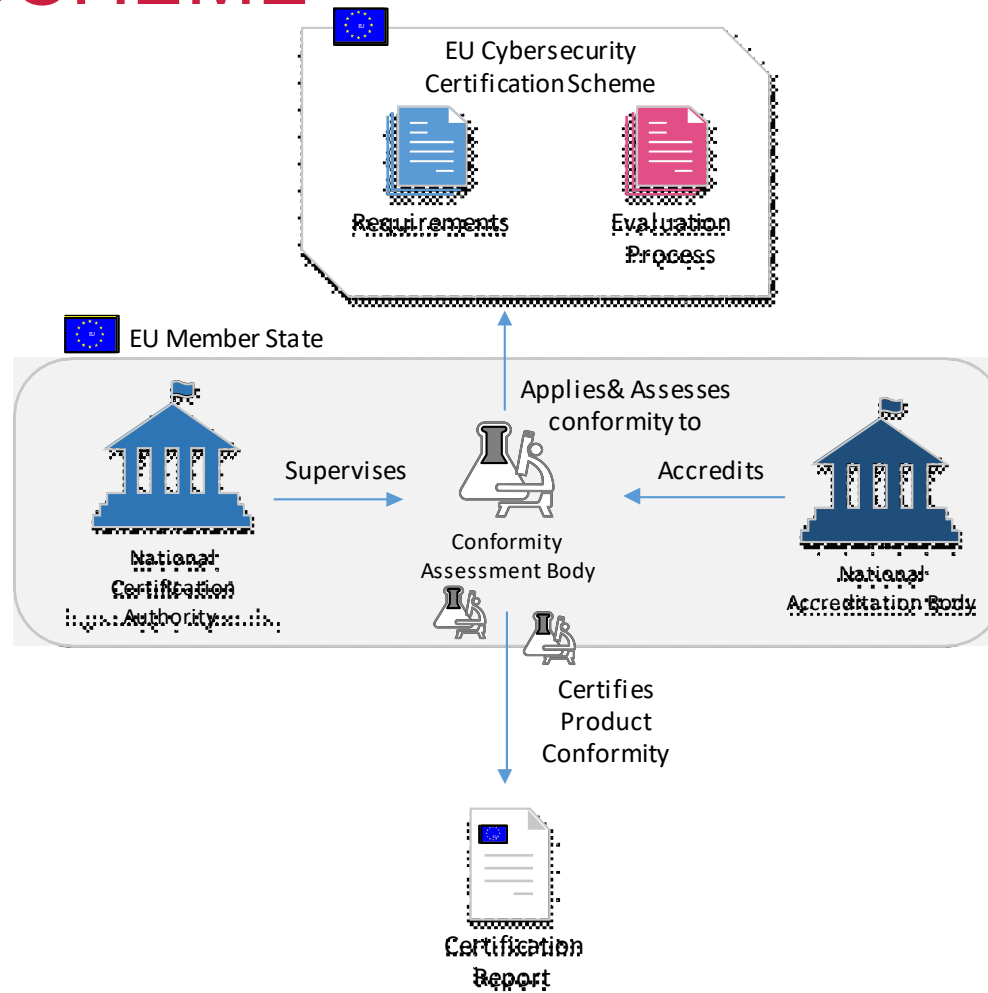 SCHEME
EU Cybersecurity
Certification Scheme
Requirements
Evaluation
Process
EU Member State
Applies& Assesses
conformity to
Supervises
Accredits
Conformity
Assessment Body
National
Certification
Authority
National
Accreditation Body
Certifies
Product
Conformity
Certification
Report